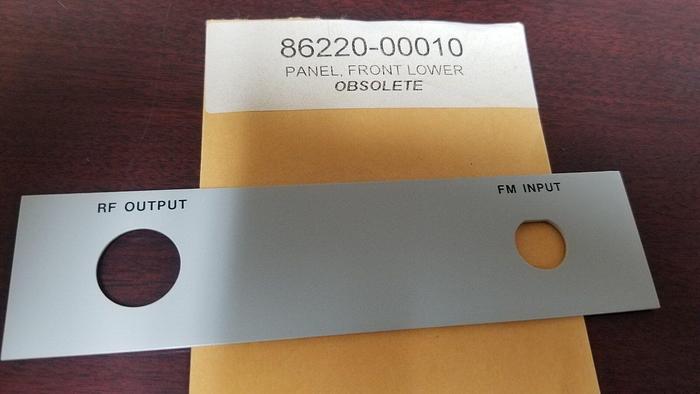 86220-00010
PANEL, FRONT LOWER
OBSOLETE
RF OUTPUT
FM INPUT